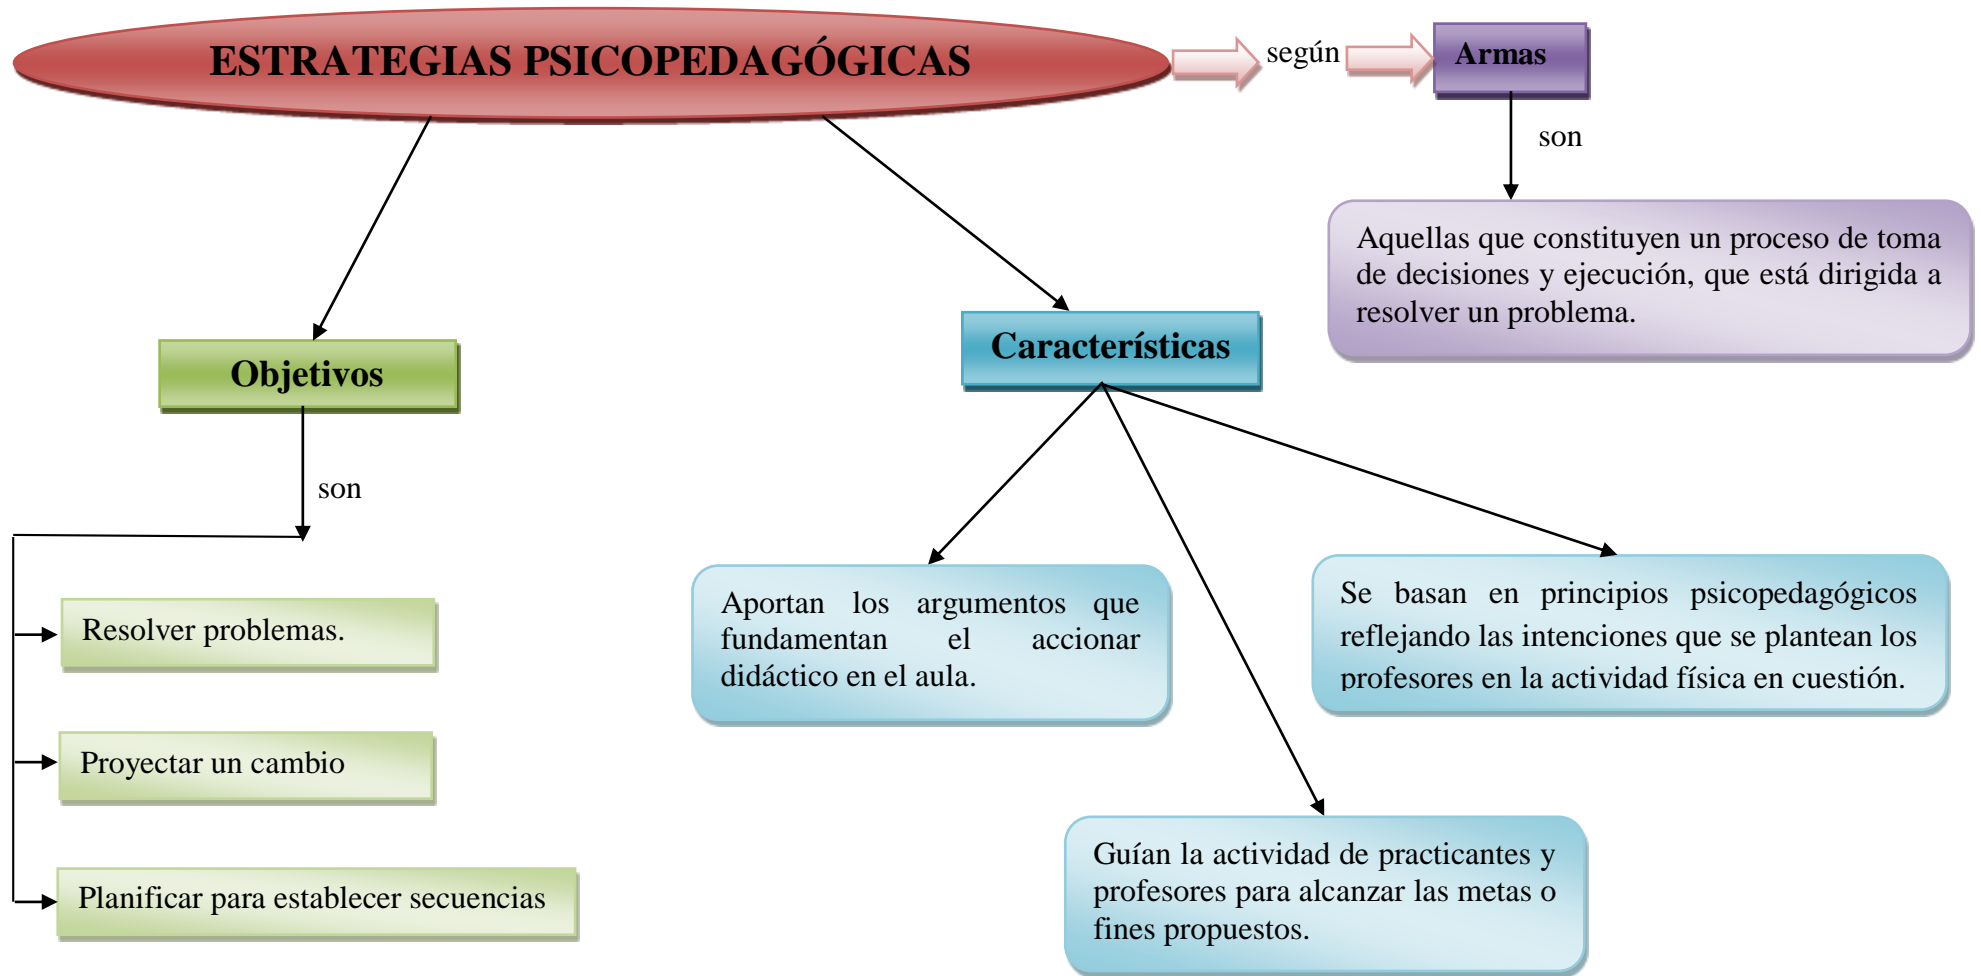 ESTRATEGIAS PSICOPEDAGÓGICAS
según
Armas
son
Aquellas que constituyen un proceso de toma
de decisiones y ejecución, que está dirigida a
resolver un problema.
Objetivos
son
Resolver problemas.
Proyectar un cambio
Planificar para establecer secuencias
Características
Aportan los argumentos que
fundamentan el accionar
didáctico en el aula.
Guían la actividad de practicantes y
profesores para alcanzar las metas o
fines propuestos.
Se basan en principios psicopedagógicos
reflejando las intenciones que se plantean los
profesores en la actividad física en cuestión.